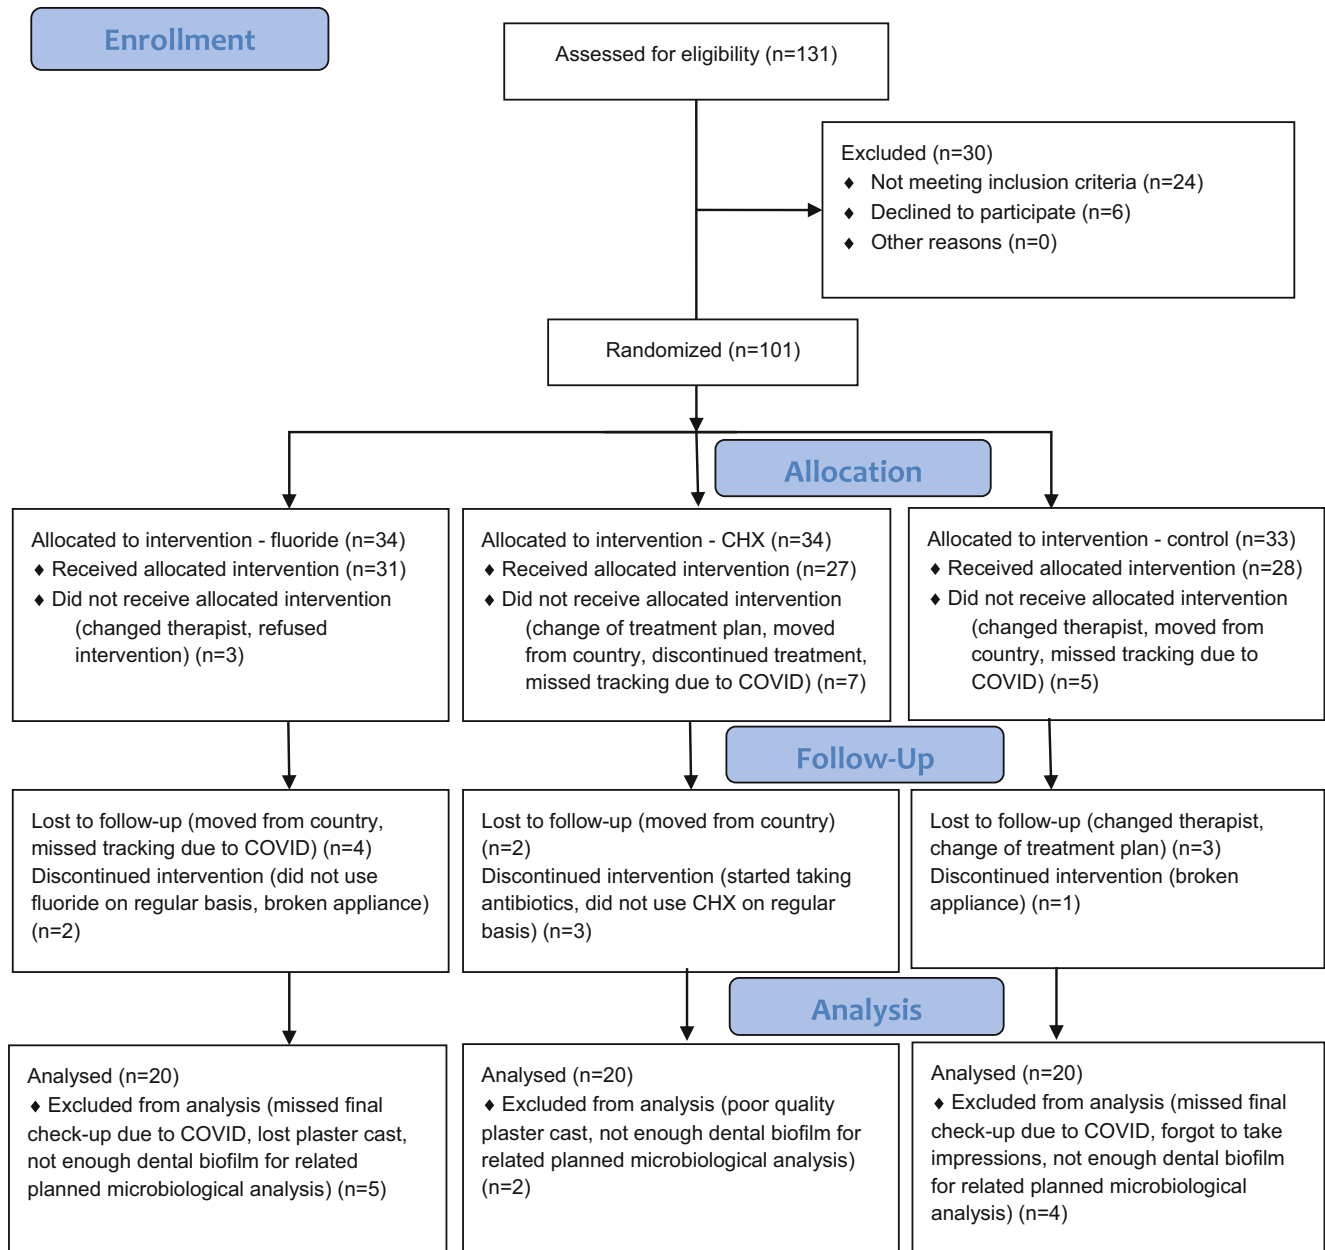 Enrollment
Assessed for eligibility (n=131)
Excluded (n=30)
♦ Not meeting inclusion criteria (n=24)
♦ Declined to participate (n=6)
♦ Other reasons (n=0)
Randomized (n=101)
Allocation
Allocated to intervention - fluoride (n=34)
♦ Received allocated intervention (n=31)
♦ Did not receive allocated intervention
(changed therapist, refused
intervention) (n=3)
Allocated to intervention - CHX (n=34)
♦ Received allocated intervention (n=27)
♦ Did not receive allocated intervention
(change of treatment plan, moved
from country, discontinued treatment,
missed tracking due to COVID) (n=7)
Allocated to intervention - control (n=33)
♦ Received allocated intervention (n=28)
♦ Did not receive allocated intervention
(changed therapist, moved from
country, missed tracking due to
COVID) (n=5)
Follow-Up
Lost to follow-up (moved from country,
missed tracking due to COVID) (n=4)
Discontinued intervention (did not use
fluoride on regular basis, broken appliance)
(n=2)
Lost to follow-up (moved from country)
(n=2)
Discontinued intervention (started taking
antibiotics, did not use CHX on regular
basis) (n=3)
Lost to follow-up (changed therapist,
change of treatment plan) (n=3)
Discontinued intervention (broken
appliance) (n=1)
Analysis
Analysed (n=20)
♦ Excluded from analysis (missed final
check-up due to COVID, lost plaster cast,
not enough dental biofilm for related
planned microbiological analysis) (n=5)
Analysed (n=20)
♦ Excluded from analysis (poor quality
plaster cast, not enough dental biofilm for
related planned microbiological analysis)
(n=2)
Analysed (n=20)
♦ Excluded from analysis (missed final
check-up due to COVID, forgot to take
impressions, not enough dental biofilm
for related planned microbiological
analysis) (n=4)